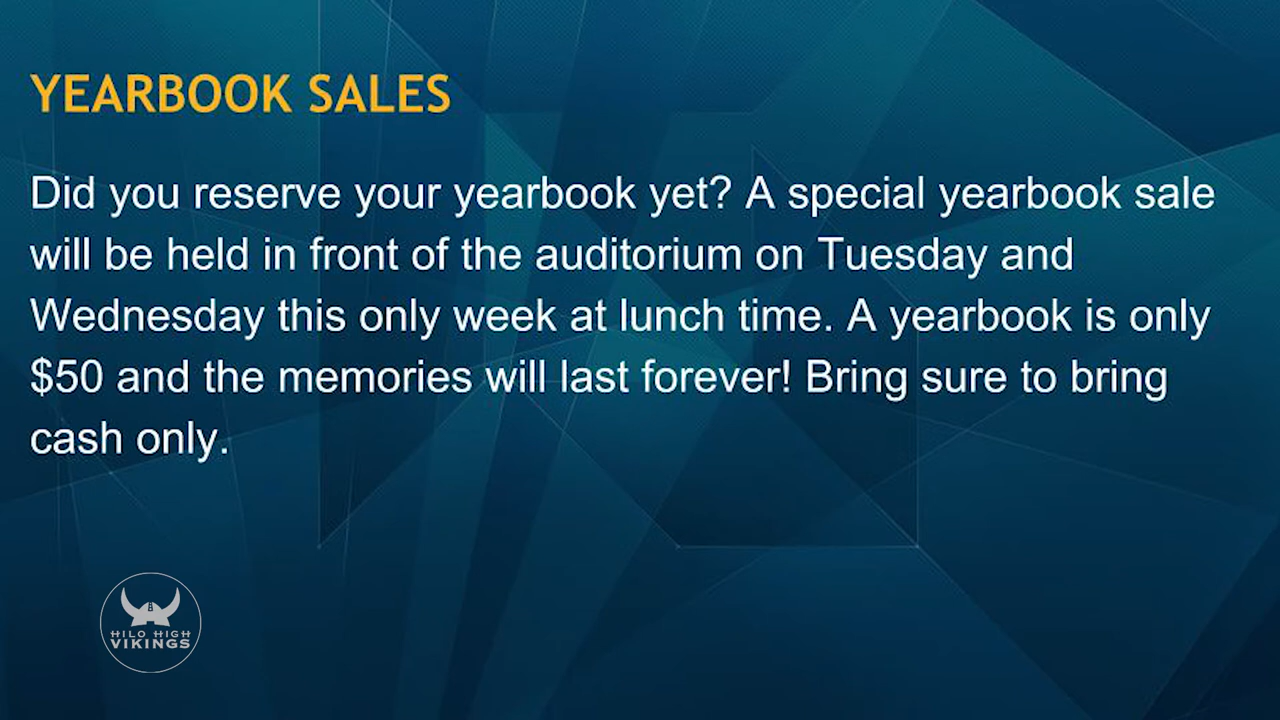 YEARBOOK SALES
Did you reserve your yearbook yet? A special yearbook sale
will be held in front of the auditorium on Tuesday and
Wednesday this only week at lunch time. A yearbook is only
$50 and the memories will last forever! Bring sure to bring
cash only.
HILO HIGH
VIKINGS